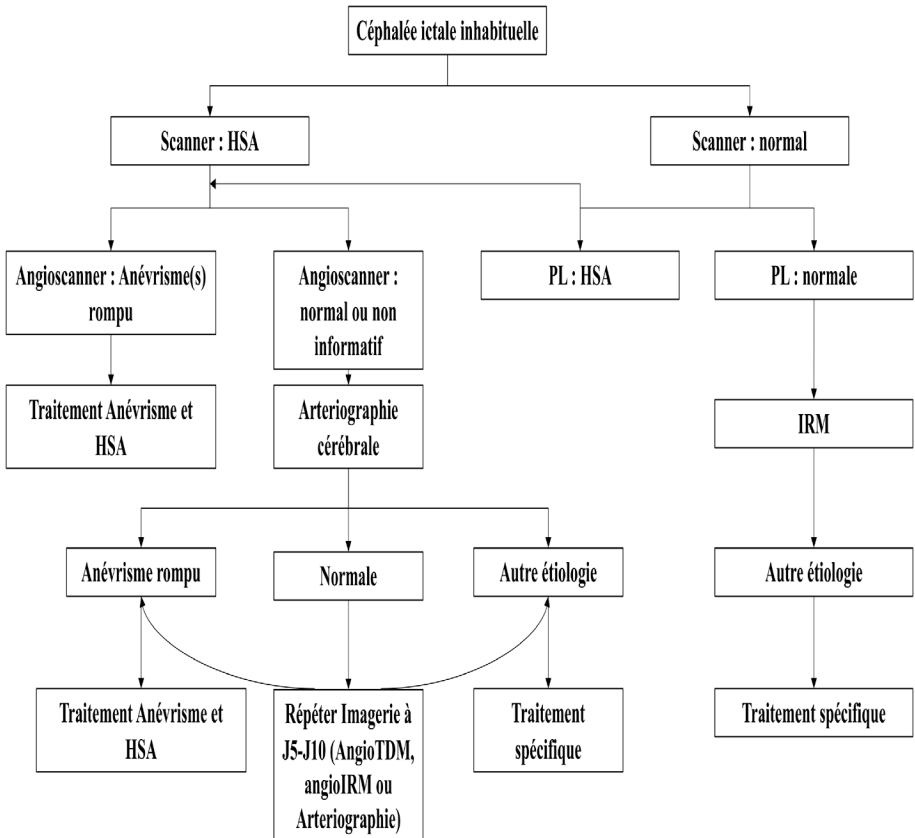 Céphalée ictale inhabituelle
Scanner : HSA
Scanner : normal
Angioscanner : Anévrisme(s)
rompu
Angioscanner :
normal ou non
informatif
PL : HSA
PL : normale
Traitement Anévrisme et
HSA
Arteriographie
cérébrale
IRM
Anévrisme rompu
Normale
Autre étiologie
Autre étiologie
Traitement Anévrisme et
HSA
Répéter Imagerie à
J5-J10 (AngioTDM,
angioIRM ou
Arteriographie)
Traitement
spécifique
Traitement spécifique